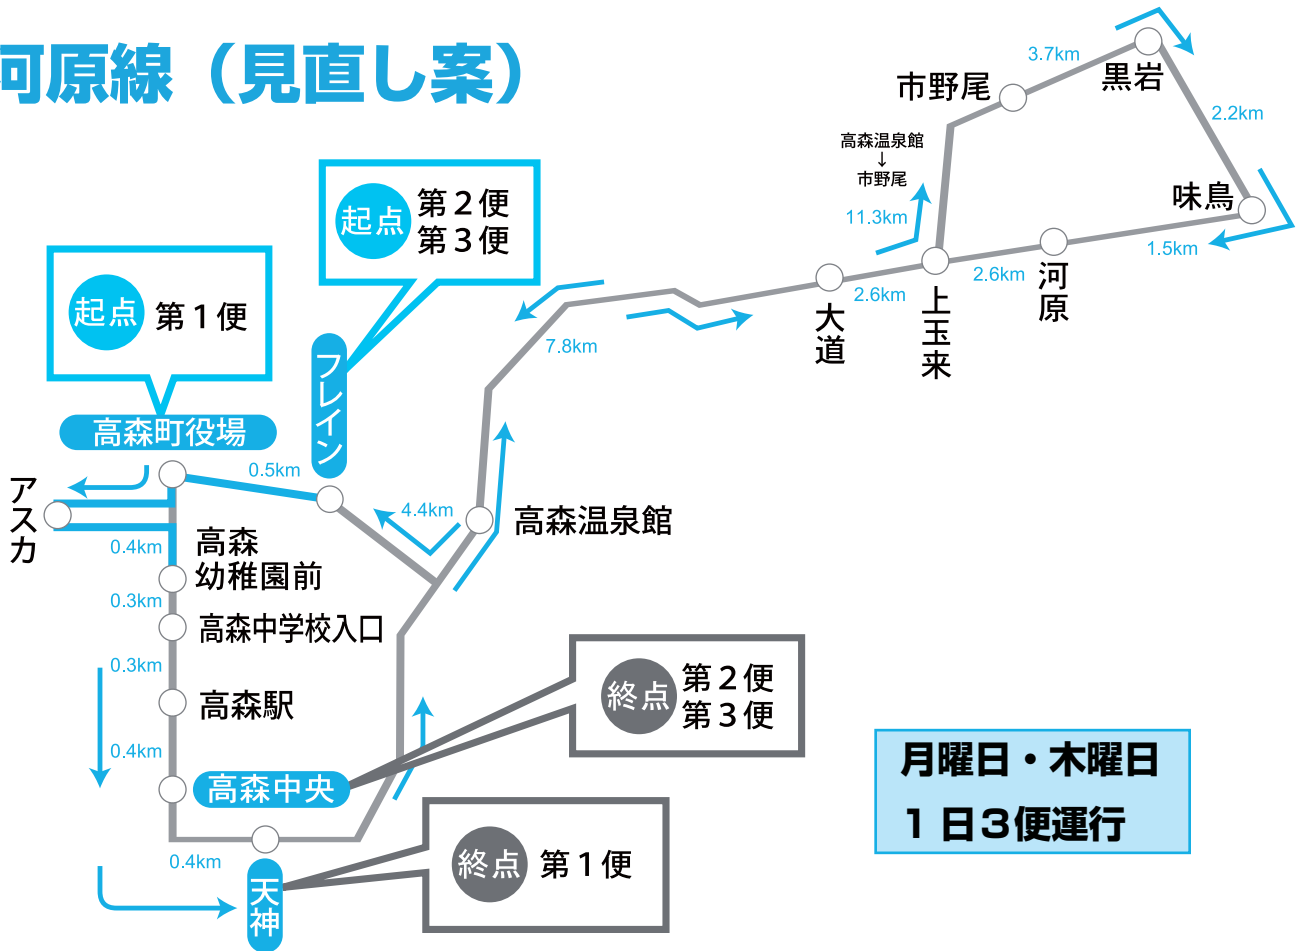 河原線（見直し案）
3.7km
黒岩
市野尾
2.2km
高森温泉館
↓
市野尾
味鳥
11.3km
1.5km
河原
2.6km
上玉来
2.6km
大道
起点
第２便
第３便
起点
第１便
フレイン
7.8km
高森町役場
0.5km
アスカ
4.4km
高森温泉館
0.4km
高森
幼稚園前
0.3km
高森中学校入口
0.3km
高森駅
終点
第２便
第３便
0.4km
高森中央
月曜日・木曜日
１日３便運行
0.4km
天神
終点
第１便